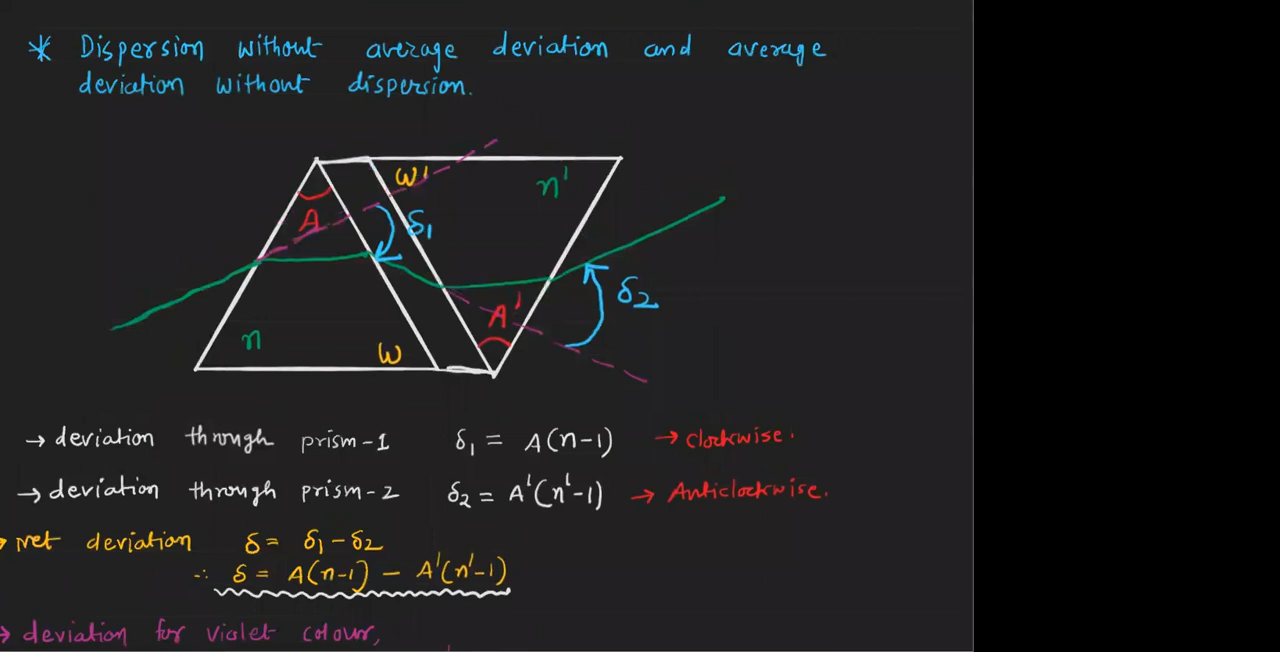 * Dispersion without average deviation and average
deviation without dispersion.
ω'
n'
A
δ₁
δ₂
A'
n
ω
→ deviation through prism-1 δ₁ = A(n-1) → clockwise.
→ deviation through prism-2 δ₂ = A'(n'-1) → Anticlockwise.
→ net deviation δ = δ₁ - δ₂
∴ δ = A(n-1) - A'(n'-1)
→ deviation for violet colour,